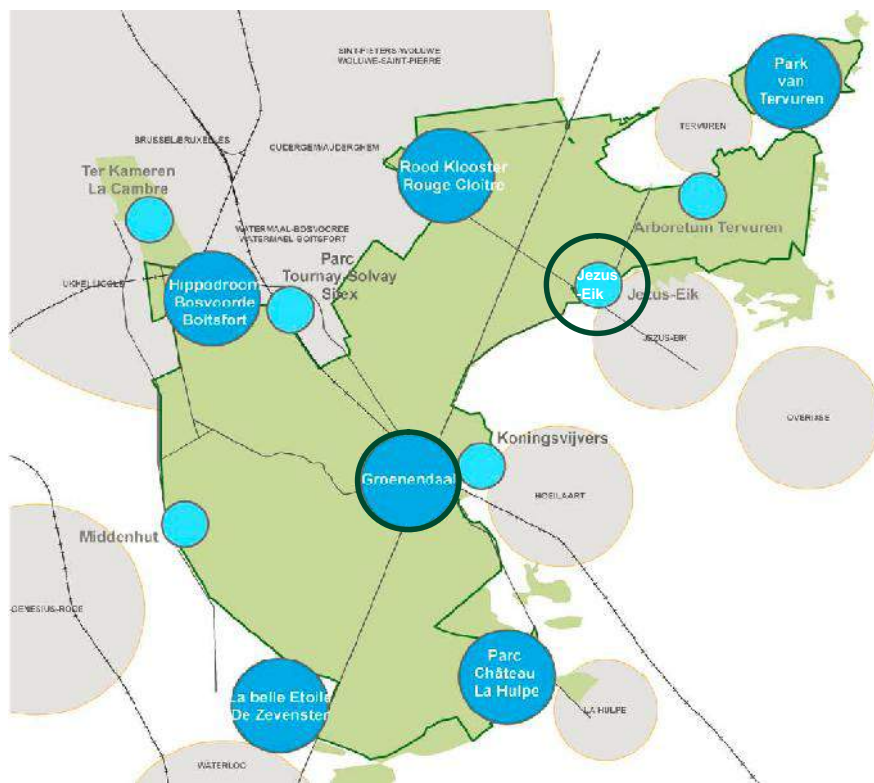 SINT-PIETERS-WOLUWE
WOLUWE-SAINT-PIERRE
Park
van
Tervuren
BRUSSEL/BRUXELLES
OUDERGEM/AUDERGHEM
TERVUREN
Ter Kameren
La Cambre
Rood Klooster
Rouge Cloitre
Arboretum Tervuren
WATERMAAL-BOSVOORDE
WATERMAEL-BOITSFORT
Parc
Tournay-Solvay
Silex
UKKEL/UCCLE
Hippodroon
Bosvoorde
Boitsfort
Jezus
-Eik
Jezus-Eik
JEZUS-EIK
OVERIJSE
Koningsvijvers
Groenendaal
HOEILAART
Middenhut
-GENESIUS-RODE
Parc
Château
La Hulpe
La belle Etoile
De Zevenster
LA HULPE
WATERLOO